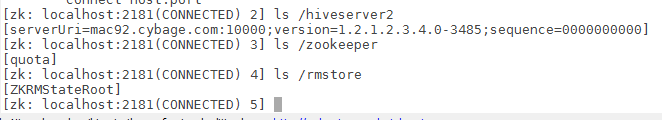 connect host:port
[zk: localhost:2181(CONNECTED) 2] ls /hiveserver2
[serverUri=mac92.cybage.com:10000;version=1.2.1.2.3.4.0-3485;sequence=0000000000]
[zk: localhost:2181(CONNECTED) 3] ls /zookeeper
[quota]
[zk: localhost:2181(CONNECTED) 4] ls /rmstore
[ZKRMStateRoot]
[zk: localhost:2181(CONNECTED) 5]